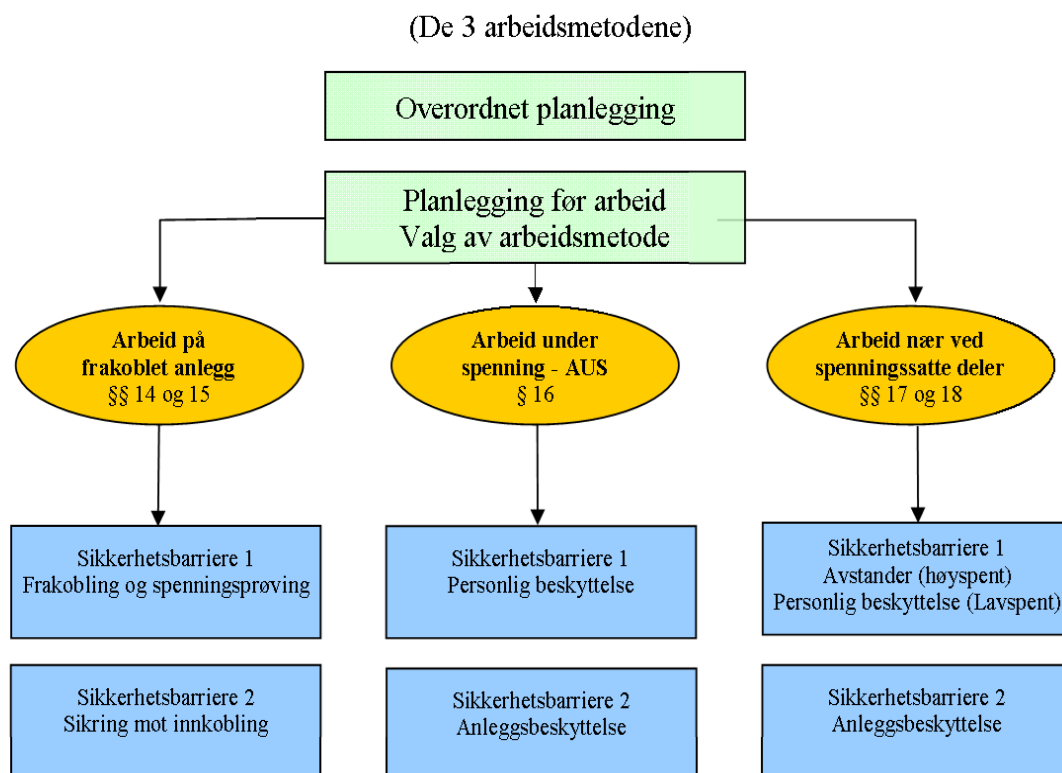 (De 3 arbeidsmetodene)
Overordnet planlegging
Planlegging før arbeid
Valg av arbeidsmetode
Arbeid på
frakoblet anlegg
§§ 14 og 15
Arbeid under
spenning - AUS
§ 16
Arbeid nær ved
spenningssatte deler
§§ 17 og 18
Sikkerhetsbarriere 1
Frakobling og spenningsprøving
Sikkerhetsbarriere 1
Personlig beskyttelse
Sikkerhetsbarriere 1
Avstander (høyspent)
Personlig beskyttelse (Lavspent)
Sikkerhetsbarriere 2
Sikring mot innkobling
Sikkerhetsbarriere 2
Anleggsbeskyttelse
Sikkerhetsbarriere 2
Anleggsbeskyttelse